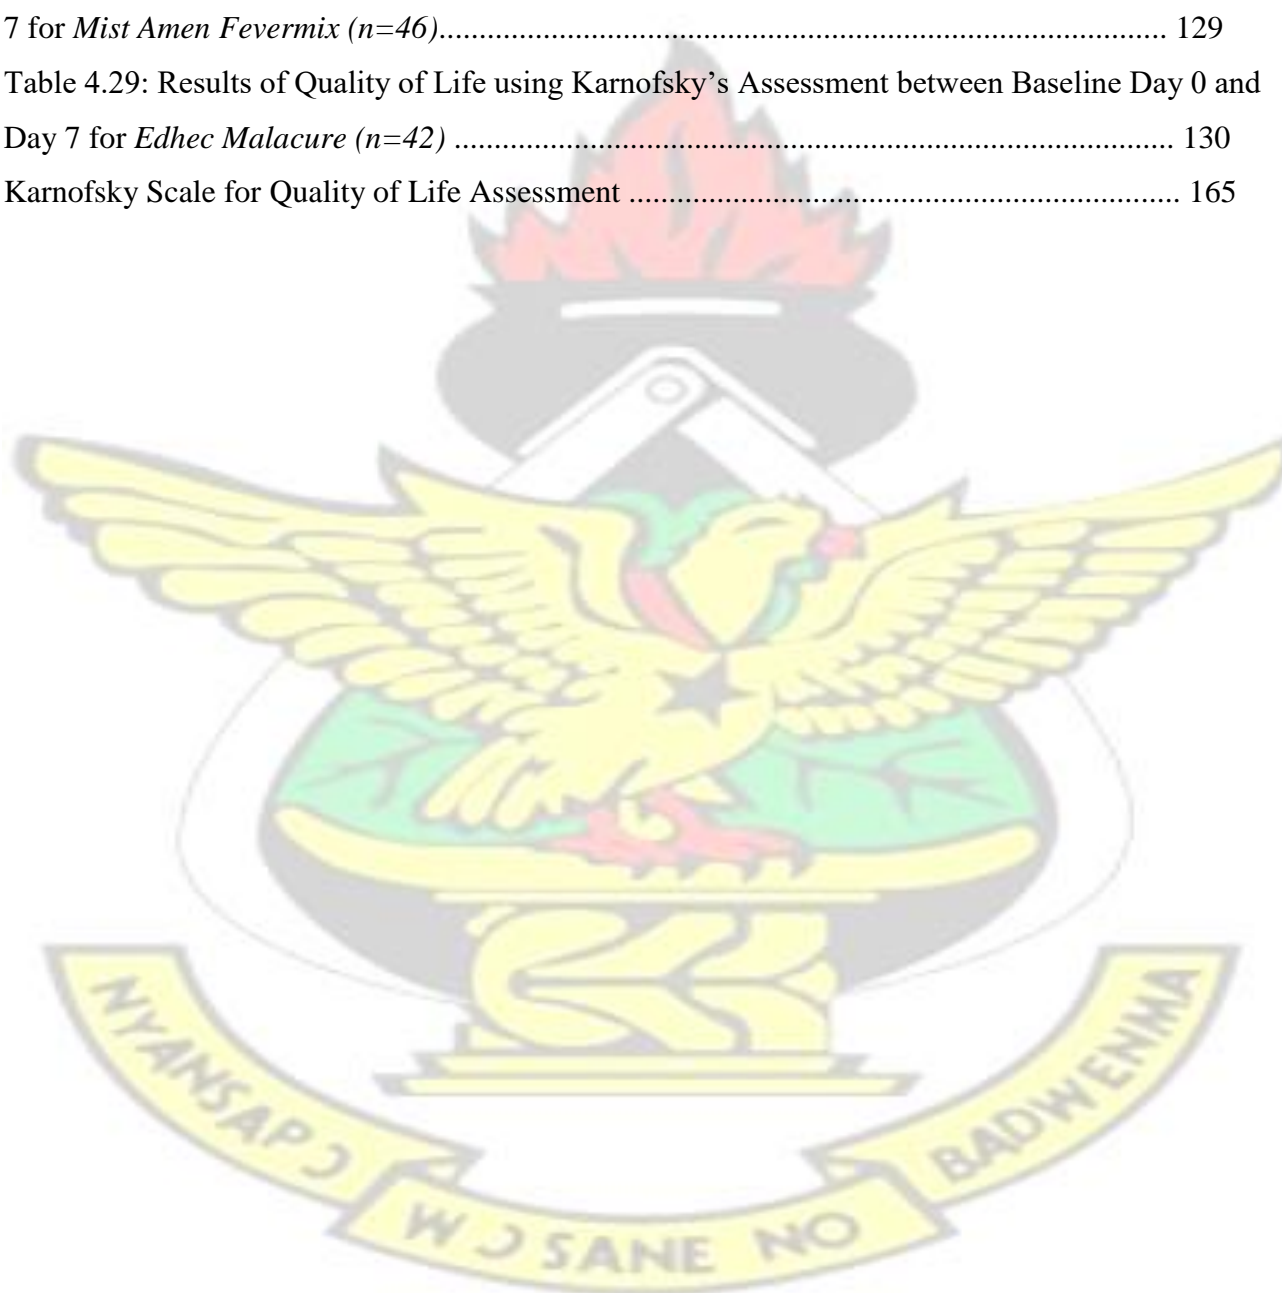 7 for Mist Amen Fevermix (n=46)............................................................................................ 129
Table 4.29: Results of Quality of Life using Karnofsky’s Assessment between Baseline Day 0 and
Day 7 for Edhec Malacure (n=42) ........................................................................................... 130
Karnofsky Scale for Quality of Life Assessment ...................................................................... 165
NYANSAPƆ
WƆSANE NO
BADWENMA